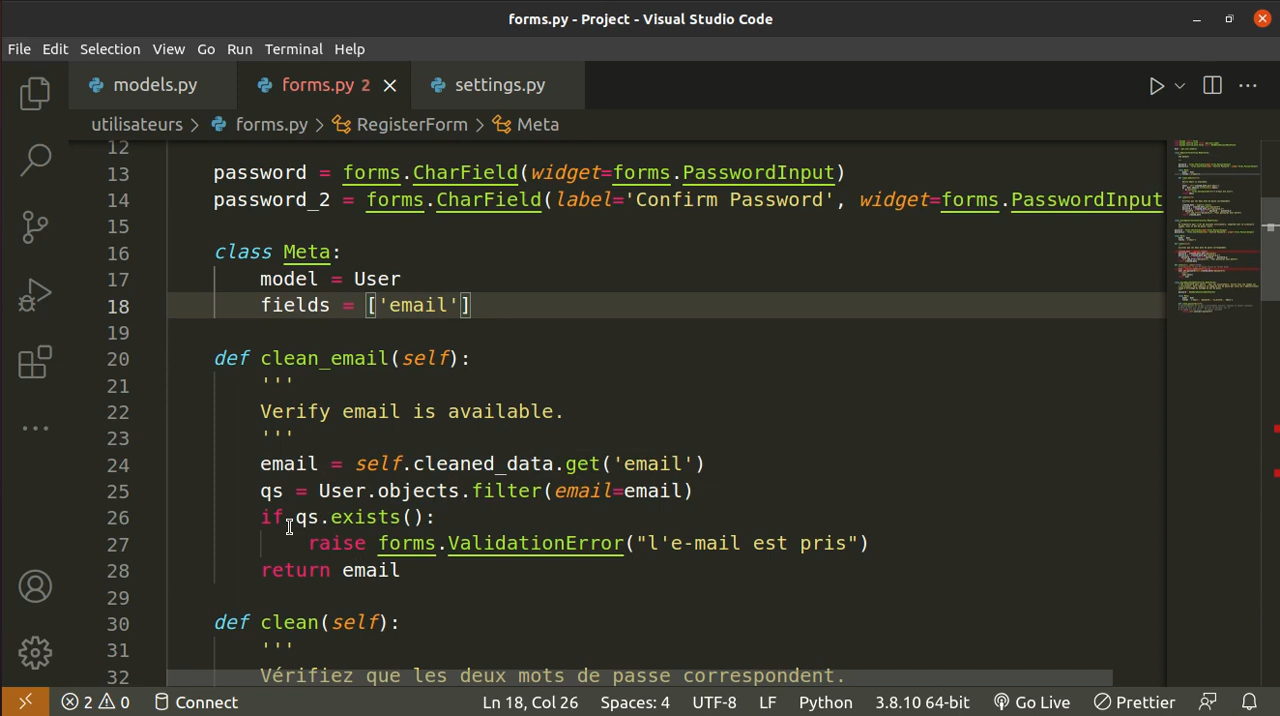 forms.py - Project - Visual Studio Code
File Edit Selection View Go Run Terminal Help
models.py forms.py 2 settings.py
utilisateurs > forms.py > RegisterForm > Meta
12
13 password = forms.CharField(widget=forms.PasswordInput)
14 password_2 = forms.CharField(label='Confirm Password', widget=forms.PasswordInput
15
16 class Meta:
17 model = User
18 fields = ['email']
19
20 def clean_email(self):
21 '''
22 Verify email is available.
23 '''
24 email = self.cleaned_data.get('email')
25 qs = User.objects.filter(email=email)
26 if qs.exists():
27 raise forms.ValidationError("l'e-mail est pris")
28 return email
29
30 def clean(self):
31 '''
32 Vérifiez que les deux mots de passe correspondent.
2 0 Connect Ln 18, Col 26 Spaces: 4 UTF-8 LF Python 3.8.10 64-bit Go Live Prettier